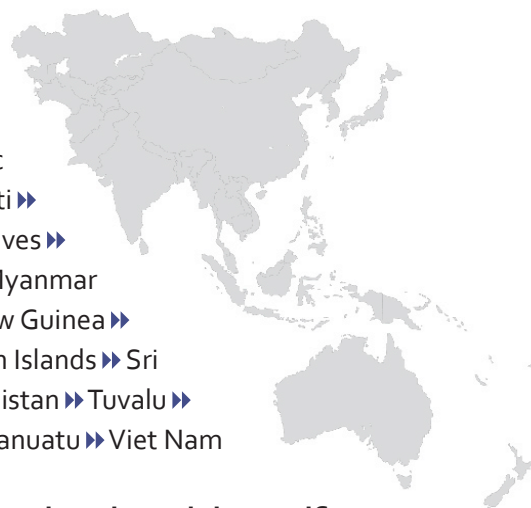 ti ▸▸
ves ▸▸
Myanmar
w Guinea ▸▸
n Islands ▸▸ Sri
istan ▸▸ Tuvalu ▸▸
anuatu ▸▸ Viet Nam